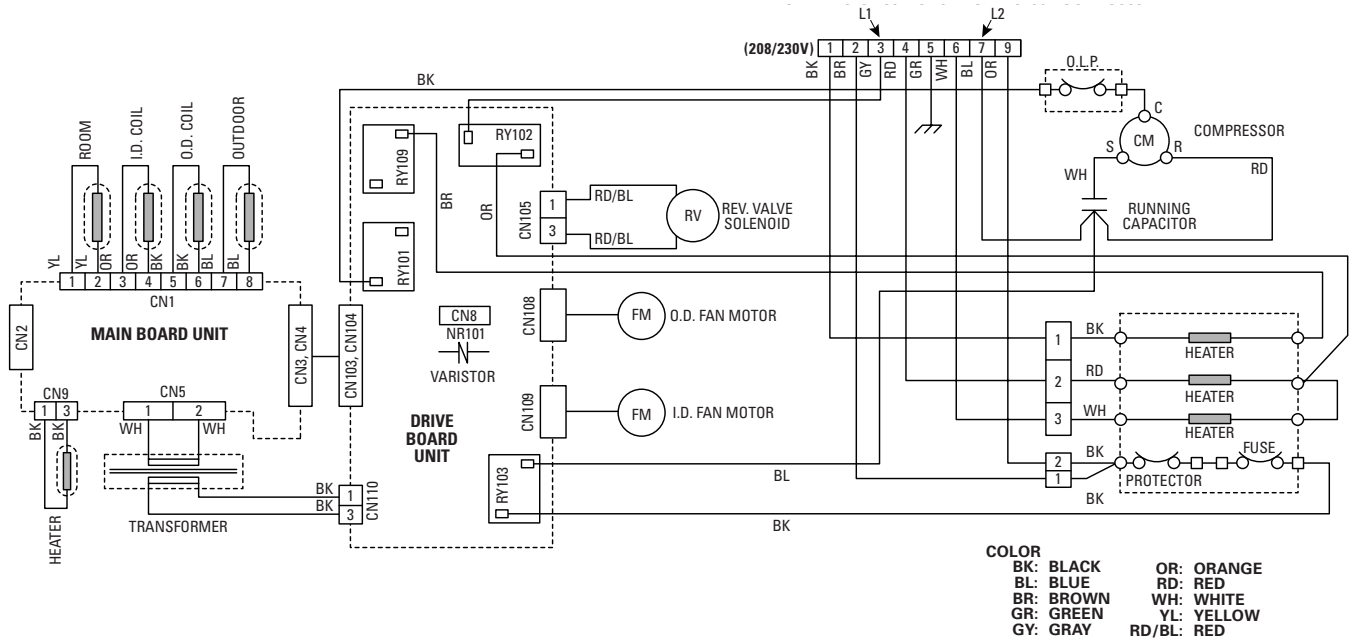 L1 L2
(208/230V) 1 2 3 4 5 6 7 9
BK BR GY RD GR WH BL OR
O.L.P.
BK
C
CM
S R
COMPRESSOR
WH
RD
RUNNING
CAPACITOR
ROOM I.D. COIL O.D. COIL OUTDOOR
YL YL OR OR BK BK BL BL
1 2 3 4 5 6 7 8
CN1
MAIN BOARD UNIT
CN2
CN3, CN4
CN9
1 3
BK BK
HEATER
CN5
1 2
WH WH
TRANSFORMER
BK 1
BK 3
CN110
CN103, CN104
RY109
RY102
RY101
BR
OR
CN105
1
3
RD/BL
RD/BL
RV
REV. VALVE
SOLENOID
CN8
NR101
VARISTOR
CN108
FM
O.D. FAN MOTOR
CN109
FM
I.D. FAN MOTOR
DRIVE
BOARD
UNIT
RY103
BL
BK
1 BK
HEATER
2 RD
HEATER
3 WH
HEATER
2 BK
1
FUSE
PROTECTOR
BK
COLOR
BK: BLACK
BL: BLUE
BR: BROWN
GR: GREEN
GY: GRAY
OR: ORANGE
RD: RED
WH: WHITE
YL: YELLOW
RD/BL: RED